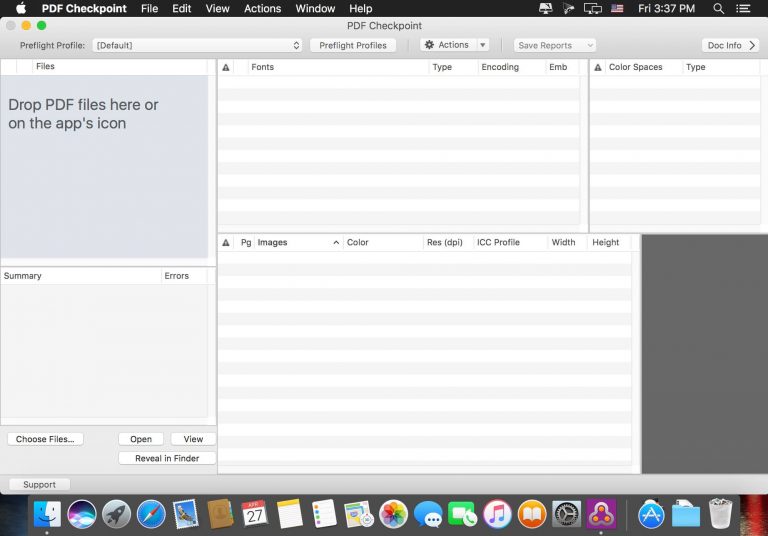 PDF Checkpoint File Edit View Actions Window Help Fri 3:37 PM
PDF Checkpoint
Preflight Profile: [Default] Preflight Profiles Actions Save Reports Doc Info
Files
Drop PDF files here or
on the app's icon
Fonts Type Encoding Emb
Color Spaces Type
Pg Images Color Res (dpi) ICC Profile Width Height
Summary Errors
Choose Files... Open View
Reveal in Finder
Support
APR
27